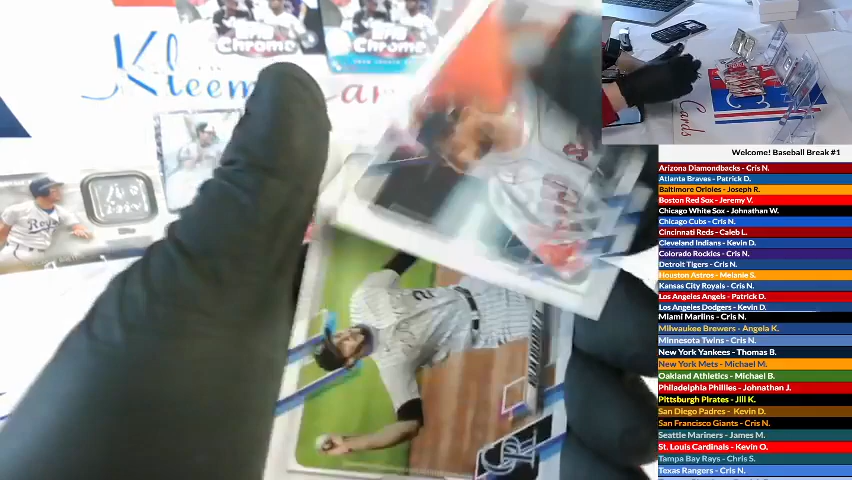 Chrome
Chrome
Kleem
Royals
Cards
CR
Welcome! Baseball Break #1
Arizona Diamondbacks - Cris N.
Atlanta Braves - Patrick D.
Baltimore Orioles - Joseph R.
Boston Red Sox - Jeremy V.
Chicago White Sox - Johnathan W.
Chicago Cubs - Cris N.
Cincinnati Reds - Caleb L.
Cleveland Indians - Kevin D.
Colorado Rockies - Cris N.
Detroit Tigers - Cris N.
Houston Astros - Melanie S.
Kansas City Royals - Cris N.
Los Angeles Angels - Patrick D.
Los Angeles Dodgers - Kevin D.
Miami Marlins - Cris N.
Milwaukee Brewers - Angela K.
Minnesota Twins - Cris N.
New York Yankees - Thomas B.
New York Mets - Michael M.
Oakland Athletics - Michael B.
Philadelphia Phillies - Johnathan J.
Pittsburgh Pirates - Jill K.
San Diego Padres - Kevin D.
San Francisco Giants - Cris N.
Seattle Mariners - James M.
St. Louis Cardinals - Kevin O.
Tampa Bay Rays - Chris S.
Texas Rangers - Cris N.